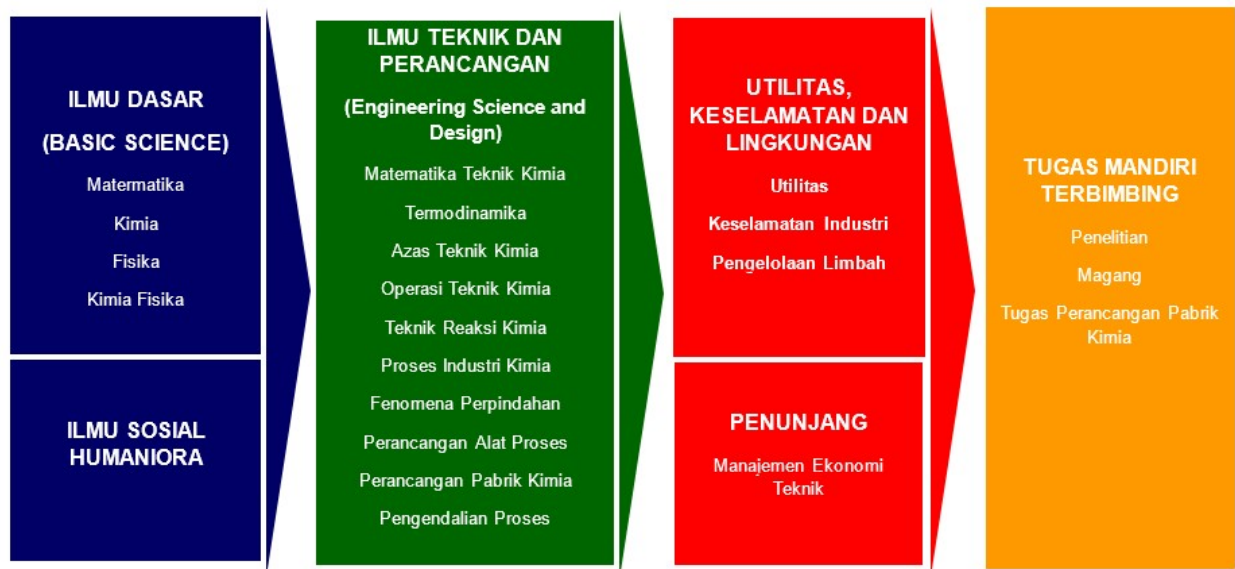 ILMU DASAR
(BASIC SCIENCE)
Matermatika
Kimia
Fisika
Kimia Fisika
ILMU SOSIAL
HUMANIORA
ILMU TEKNIK DAN
PERANCANGAN
(Engineering Science and
Design)
Matematika Teknik Kimia
Termodinamika
Azas Teknik Kimia
Operasi Teknik Kimia
Teknik Reaksi Kimia
Proses Industri Kimia
Fenomena Perpindahan
Perancangan Alat Proses
Perancangan Pabrik Kimia
Pengendalian Proses
UTILITAS,
KESELAMATAN DAN
LINGKUNGAN
Utilitas
Keselamatan Industri
Pengelolaan Limbah
PENUNJANG
Manajemen Ekonomi
Teknik
TUGAS MANDIRI
TERBIMBING
Penelitian
Magang
Tugas Perancangan Pabrik
Kimia